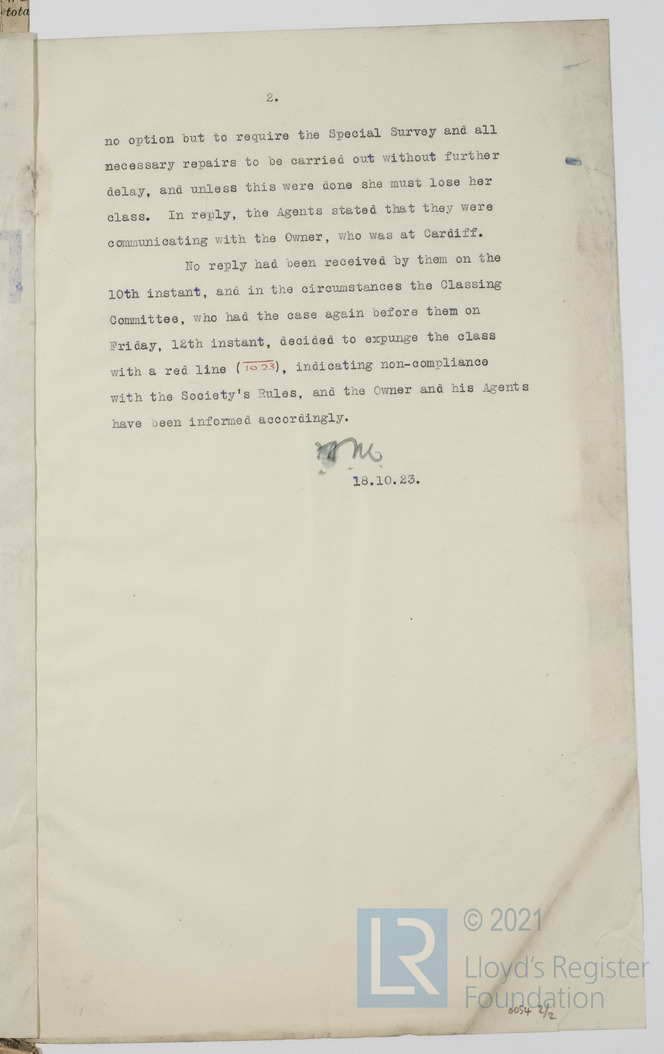 tota
2.
no option but to require the Special Survey and all
necessary repairs to be carried out without further
delay, and unless this were done she must lose her
class. In reply, the Agents stated that they were
communicating with the Owner, who was at Cardiff.
No reply had been received by them on the
10th instant, and in the circumstances the Classing
Committee, who had the case again before them on
Friday, 12th instant, decided to expunge the class
with a red line (10 23), indicating non-compliance
with the Society's Rules, and the Owner and his Agents
have been informed accordingly.
18.10.23.
LR
© 2021
Lloyd's Register
Foundation
0054 2/2